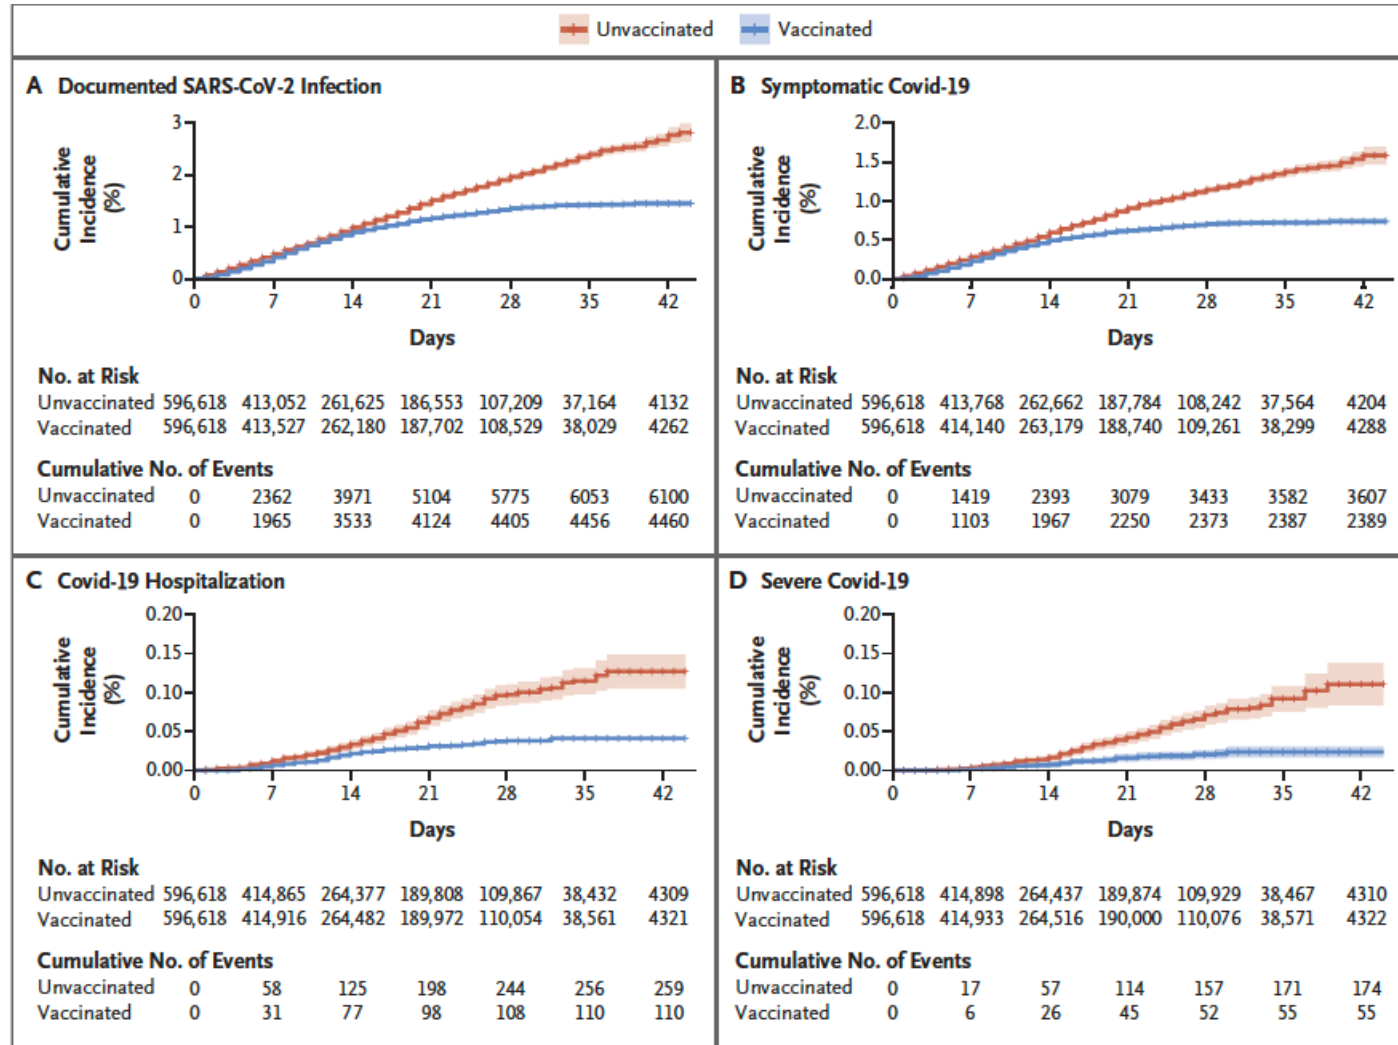 Unvaccinated Vaccinated
A Documented SARS-CoV-2 Infection
Cumulative
Incidence
(%)
3
2
1
0
0 7 14 21 28 35 42
Days
No. at Risk
Unvaccinated 596,618 413,052 261,625 186,553 107,209 37,164 4132
Vaccinated 596,618 413,527 262,180 187,702 108,529 38,029 4262
Cumulative No. of Events
Unvaccinated 0 2362 3971 5104 5775 6053 6100
Vaccinated 0 1965 3533 4124 4405 4456 4460
B Symptomatic Covid-19
Cumulative
Incidence
(%)
2.0
1.5
1.0
0.5
0.0
0 7 14 21 28 35 42
Days
No. at Risk
Unvaccinated 596,618 413,768 262,662 187,784 108,242 37,564 4204
Vaccinated 596,618 414,140 263,179 188,740 109,261 38,299 4288
Cumulative No. of Events
Unvaccinated 0 1419 2393 3079 3433 3582 3607
Vaccinated 0 1103 1967 2250 2373 2387 2389
C Covid-19 Hospitalization
Cumulative
Incidence
(%)
0.20
0.15
0.10
0.05
0.00
0 7 14 21 28 35 42
Days
No. at Risk
Unvaccinated 596,618 414,865 264,377 189,808 109,867 38,432 4309
Vaccinated 596,618 414,916 264,482 189,972 110,054 38,561 4321
Cumulative No. of Events
Unvaccinated 0 58 125 198 244 256 259
Vaccinated 0 31 77 98 108 110 110
D Severe Covid-19
Cumulative
Incidence
(%)
0.20
0.15
0.10
0.05
0.00
0 7 14 21 28 35 42
Days
No. at Risk
Unvaccinated 596,618 414,898 264,437 189,874 109,929 38,467 4310
Vaccinated 596,618 414,933 264,516 190,000 110,076 38,571 4322
Cumulative No. of Events
Unvaccinated 0 17 57 114 157 171 174
Vaccinated 0 6 26 45 52 55 55